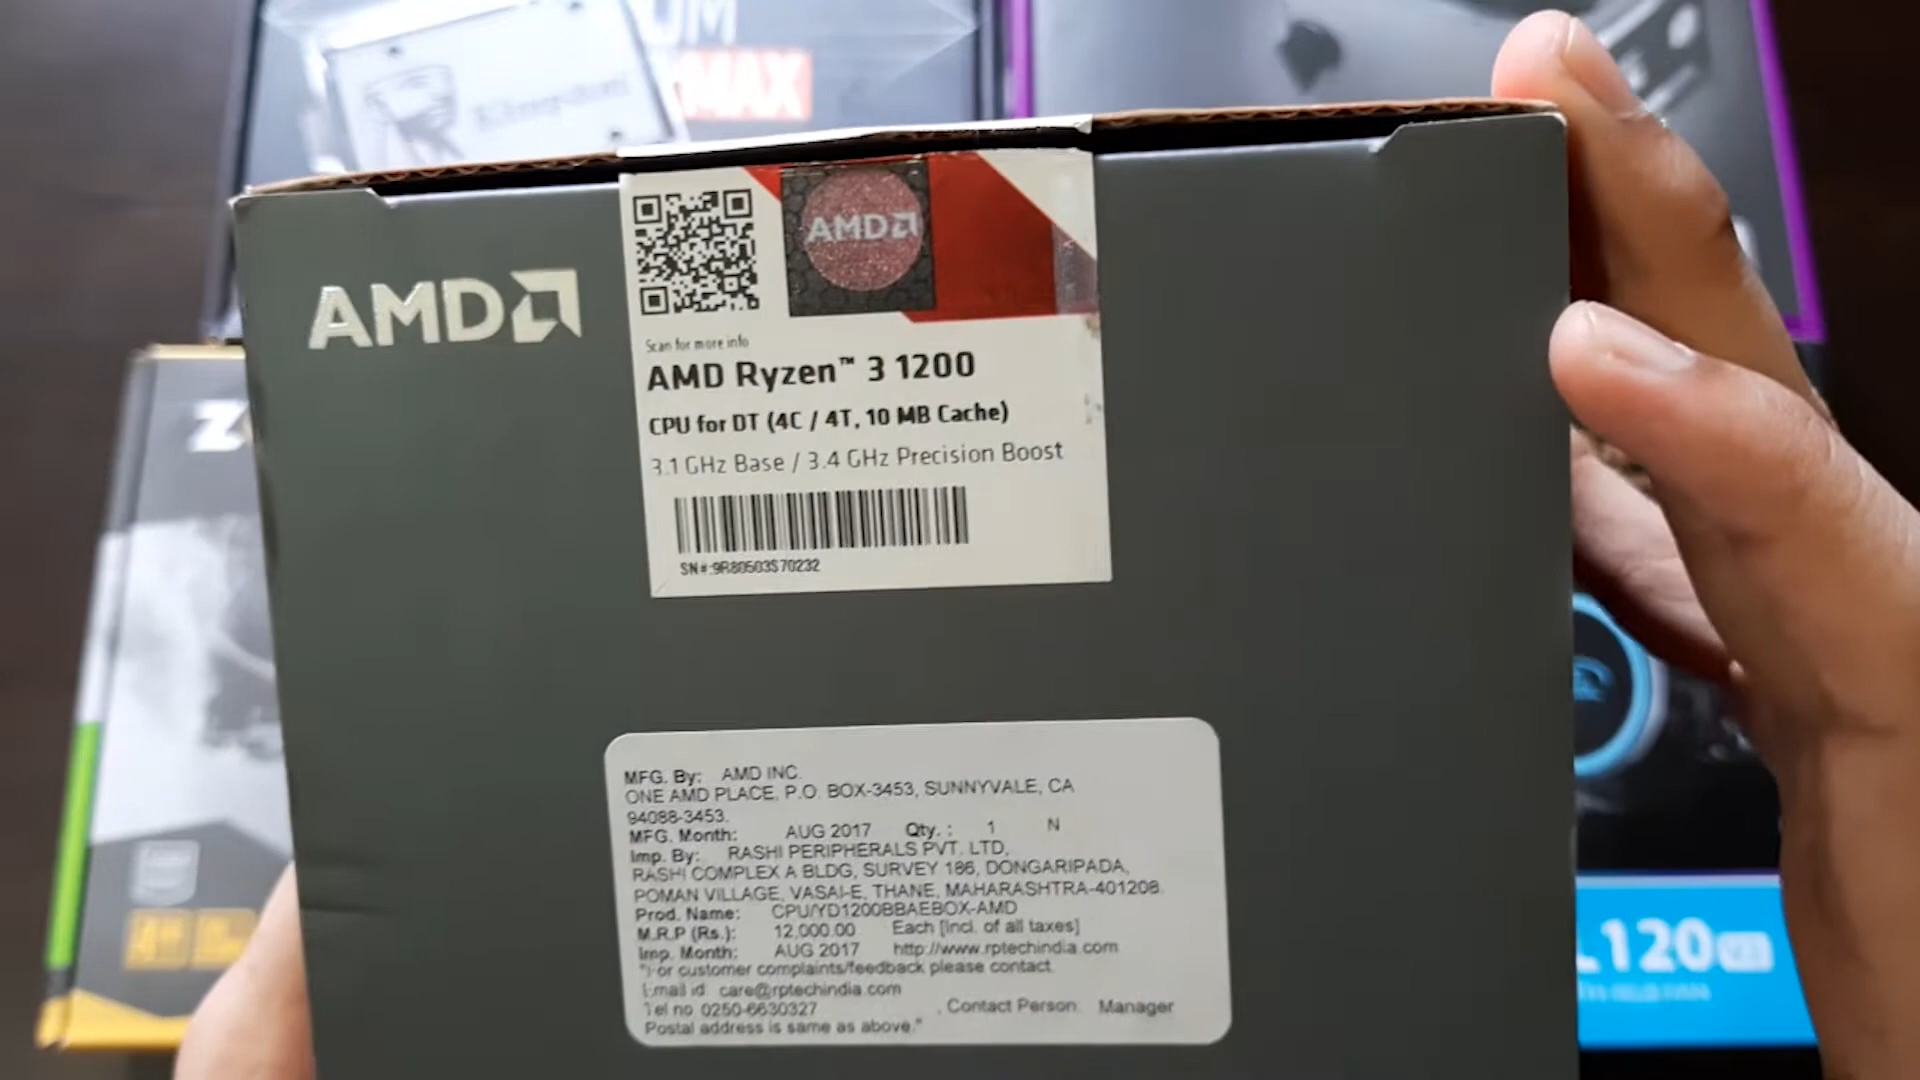 UM
MAX
Kingston
AMD
AMD
Scan for more info
AMD Ryzen™ 3 1200
CPU for DT (4C / 4T, 10 MB Cache)
3.1 GHz Base / 3.4 GHz Precision Boost
SN#:9R80503S70232
MFG. By: AMD INC.
ONE AMD PLACE, P.O. BOX-3453, SUNNYVALE, CA
94088-3453.
MFG. Month: AUG 2017 Qty. : 1 N
Imp. By: RASHI PERIPHERALS PVT. LTD,
RASHI COMPLEX A BLDG, SURVEY 186, DONGARIPADA,
POMAN VILLAGE, VASAI-E, THANE, MAHARASHTRA-401208.
Prod. Name: CPU/YD1200BBAEBOX-AMD
M.R.P (Rs.): 12,000.00 Each [Incl. of all taxes]
Imp. Month: AUG 2017 http://www.rptechindia.com
"For customer complaints/feedback please contact
Email id: care@rptechindia.com
Tel no 0250-6630327 , Contact Person: Manager
Postal address is same as above."
L120